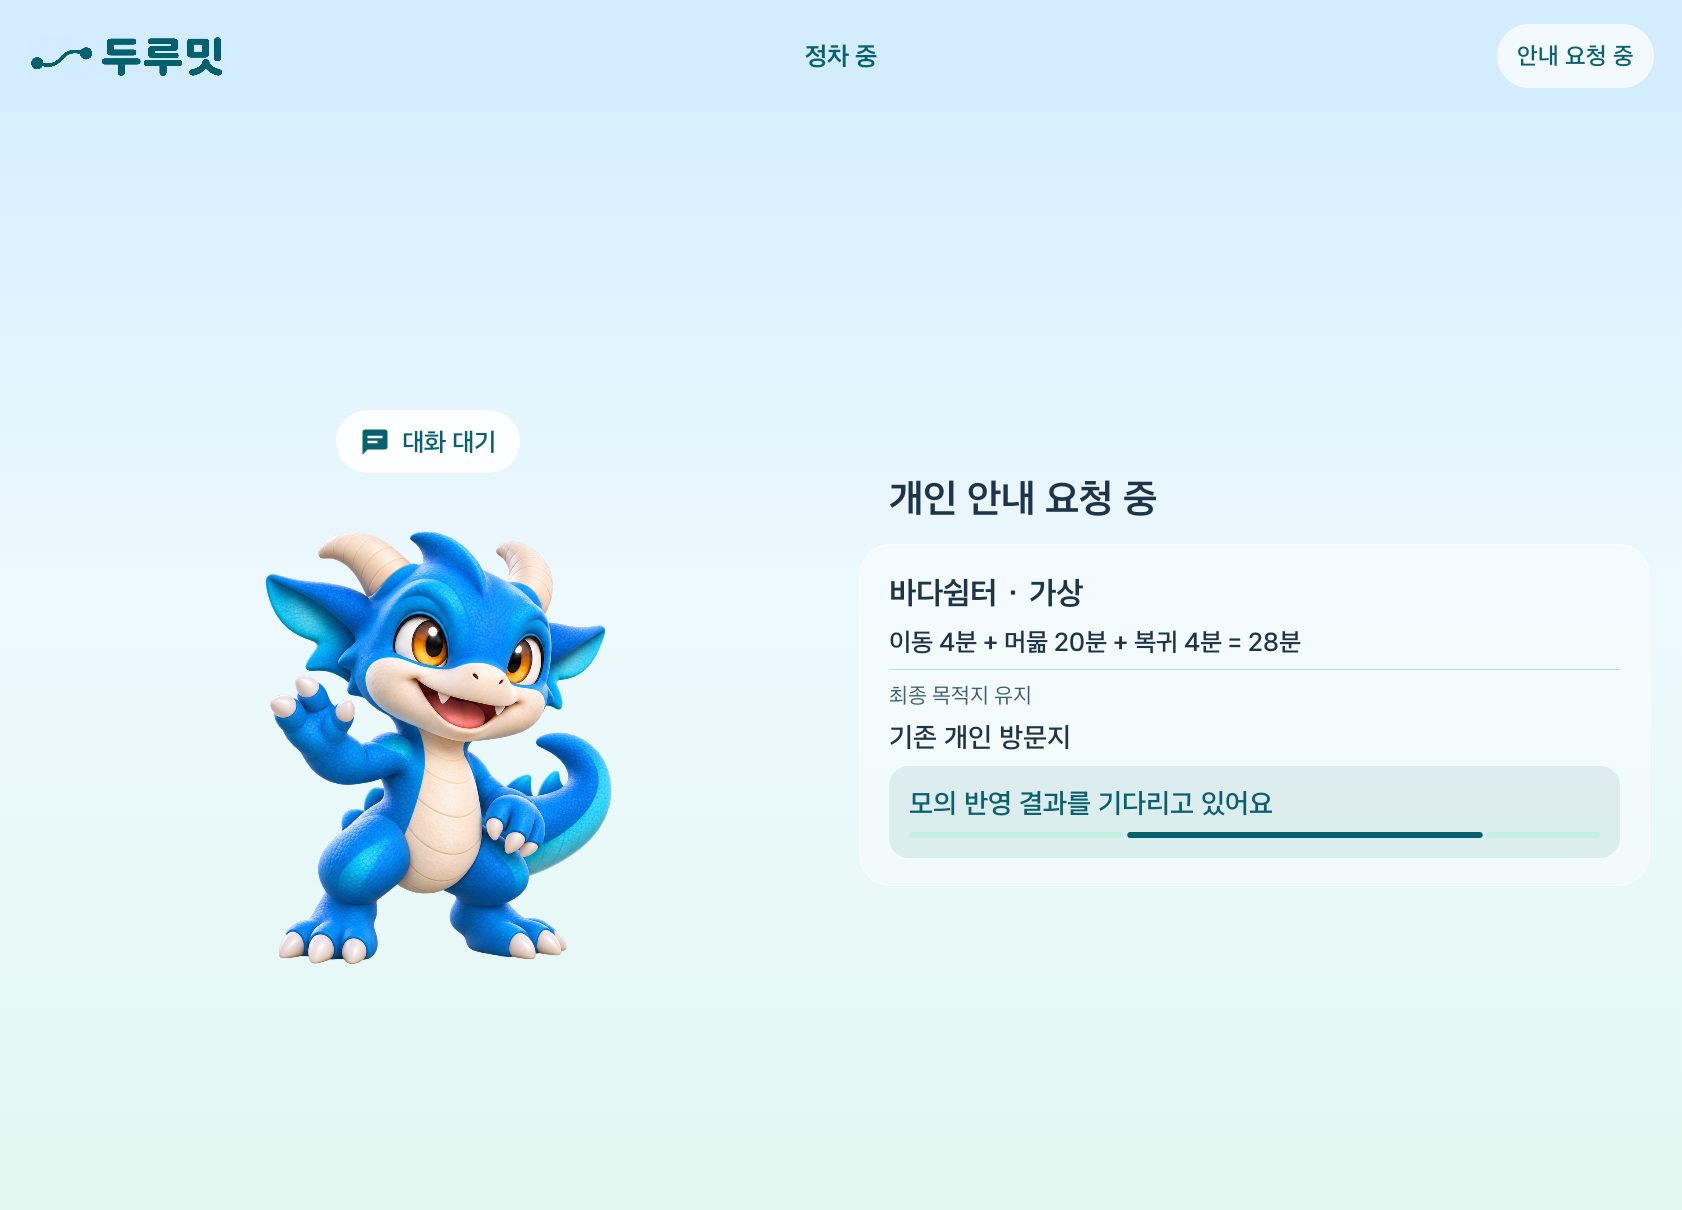 두루밋
정차 중
안내 요청 중
대화 대기
개인 안내 요청 중
바다쉼터 · 가상
이동 4분 + 머묾 20분 + 복귀 4분 = 28분
최종 목적지 유지
기존 개인 방문지
모의 반영 결과를 기다리고 있어요